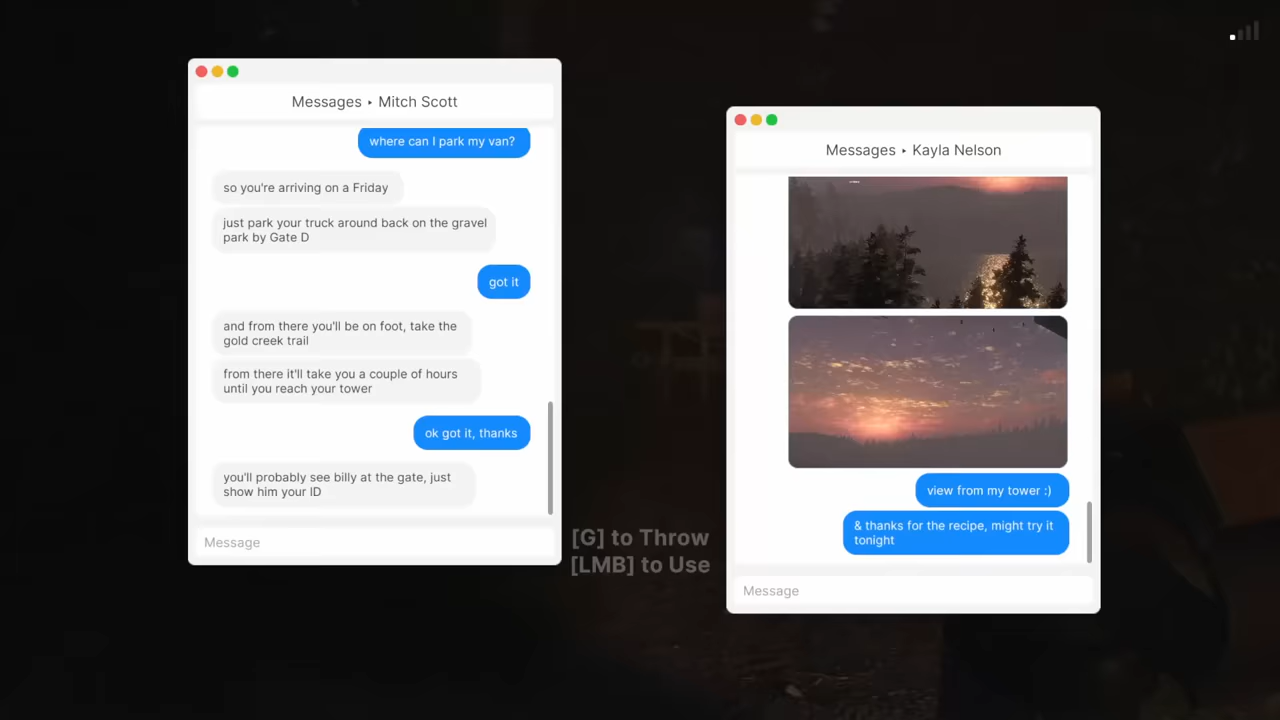 Messages ▸ Mitch Scott
where can I park my van?
so you're arriving on a Friday
just park your truck around back on the gravel
park by Gate D
got it
and from there you'll be on foot, take the
gold creek trail
from there it'll take you a couple of hours
until you reach your tower
ok got it, thanks
you'll probably see billy at the gate, just
show him your ID
Message
[G] to Throw
[LMB] to Use
Messages ▸ Kayla Nelson
view from my tower :)
& thanks for the recipe, might try it
tonight
Message